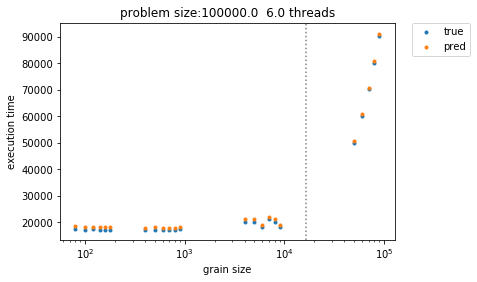 problem size:100000.0  6.0 threads
true
pred
90000
80000
70000
60000
50000
40000
30000
20000
execution time
10²
10³
10⁴
10⁵
grain size